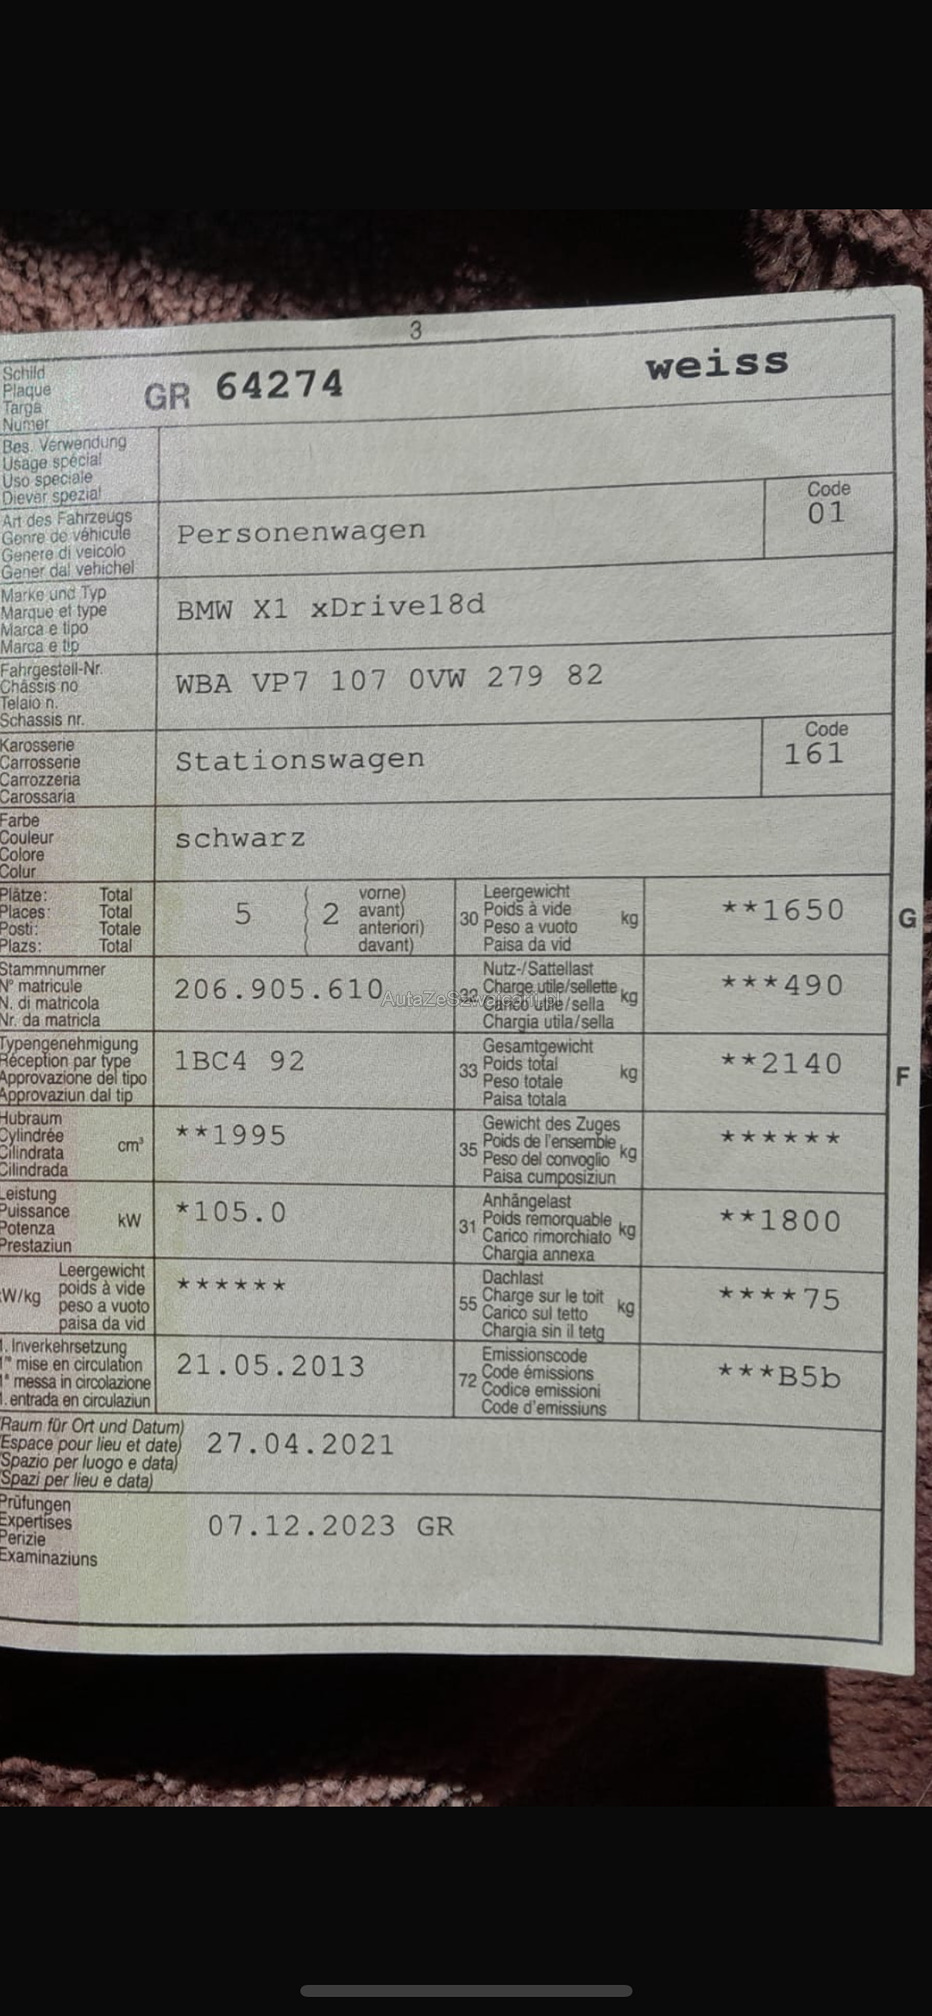 3
Schild
Plaque
Targa
Numer
GR 64274 weiss
Bes. Verwendung
Usage spécial
Uso speciale
Diever spezial
Art des Fahrzeugs
Genre de véhicule
Genere di veicolo
Gener dal vehichel
Personenwagen
Code
01
Marke und Typ
Marque et type
Marca e tipo
Marca e tip
BMW X1 xDrive18d
Fahrgestell-Nr.
Châssis no
Telaio n.
Schassis nr.
WBA VP7 107 0VW 279 82
Karosserie
Carrosserie
Carrozzeria
Carossaria
Stationswagen
Code
161
Farbe
Couleur
Colore
Colur
schwarz
Plätze: Total
Places: Total
Posti: Totale
Plazs: Total
5 ( 2 vorne)
avant)
anteriori)
davant)
30 Leergewicht
Poids à vide
Peso a vuoto
Paisa da vid
kg
**1650
G
Stammnummer
N° matricule
N. di matricola
Nr. da matricla
206.905.610
AutaZeSzwajcarii.pl
32 Nutz-/Sattellast
Charge utile/sellette
Carico utile/sella
Chargia utila/sella
kg
***490
Typengenehmigung
Réception par type
Approvazione del tipo
Approvaziun dal tip
1BC4 92
33 Gesamtgewicht
Poids total
Peso totale
Paisa totala
kg
**2140
F
Hubraum
Cylindrée
Cilindrata
Cilindrada
cm³
**1995
35 Gewicht des Zuges
Poids de l'ensemble
Peso del convoglio
Paisa cumposiziun
kg
******
Leistung
Puissance
Potenza
Prestaziun
kW
*105.0
31 Anhängelast
Poids remorquable
Carico rimorchiato
Chargia annexa
kg
**1800
W/kg
Leergewicht
poids à vide
peso a vuoto
paisa da vid
******
55 Dachlast
Charge sur le toit
Carico sul tetto
Chargia sin il tetg
kg
****75
1. Inverkehrsetzung
1re mise en circulation
1a messa in circolazione
1. entrada en circulaziun
21.05.2013
72 Emissionscode
Code émissions
Codice emissioni
Code d'emissiuns
***B5b
(Raum für Ort und Datum)
(Espace pour lieu et date)
(Spazio per luogo e data)
(Spazi per lieu e data)
27.04.2021
Prüfungen
Expertises
Perizie
Examinaziuns
07.12.2023 GR